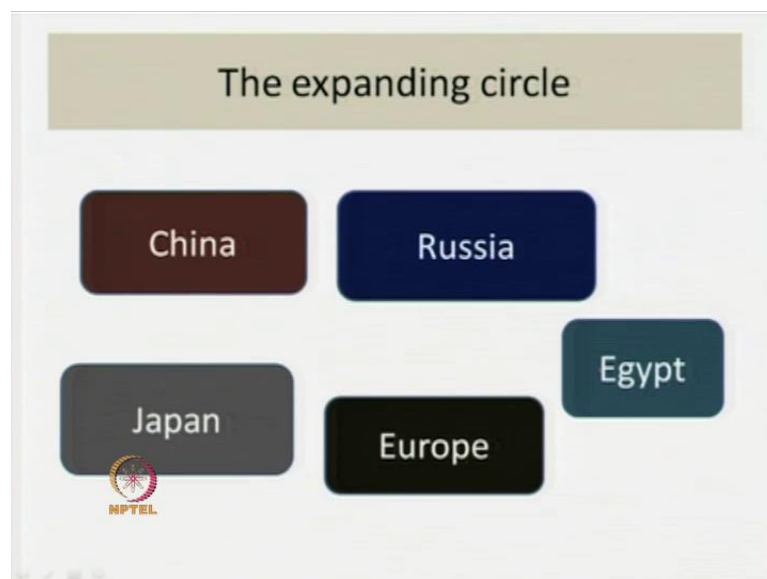 The expanding circle
China
Russia
Egypt
Japan
Europe
NPTEL